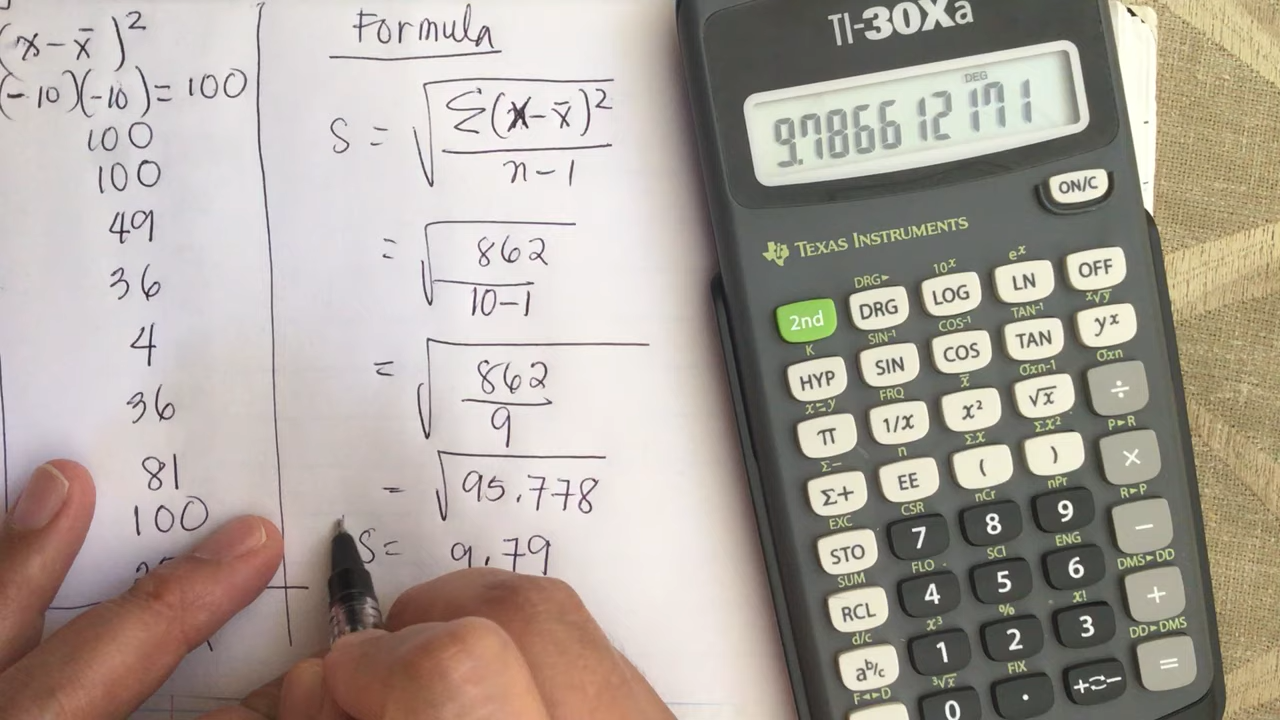 (x-x̄)²
(-10)(-10)=100
100
100
49
36
4
36
81
100
Formula
S = √(Σ(x-x̄)² / n-1)
= √(862 / 10-1)
= √(862 / 9)
= √95.778
S= 9.79
TI-30Xa
DEG
9.786612171
ON/C
TEXAS INSTRUMENTS
DRG► 10ˣ eˣ
2nd DRG LOG LN OFF
K SIN⁻¹ COS⁻¹ TAN⁻¹ ˣ√y
HYP SIN COS TAN yˣ
x⇄y FRQ x̄ σxn-1 σxn
π 1/x x² √x ÷
Σ- n Σx Σx² P►R
Σ+ EE ( ) ×
EXC CSR nCr nPr R►P
STO 7 8 9 −
SUM FLO SCI ENG DMS►DD
RCL 4 5 6 +
d/c x³ % x! DD►DMS
aᵇ/c 1 2 3 =
F◄►D ³√x FIX
0 . +⇄−